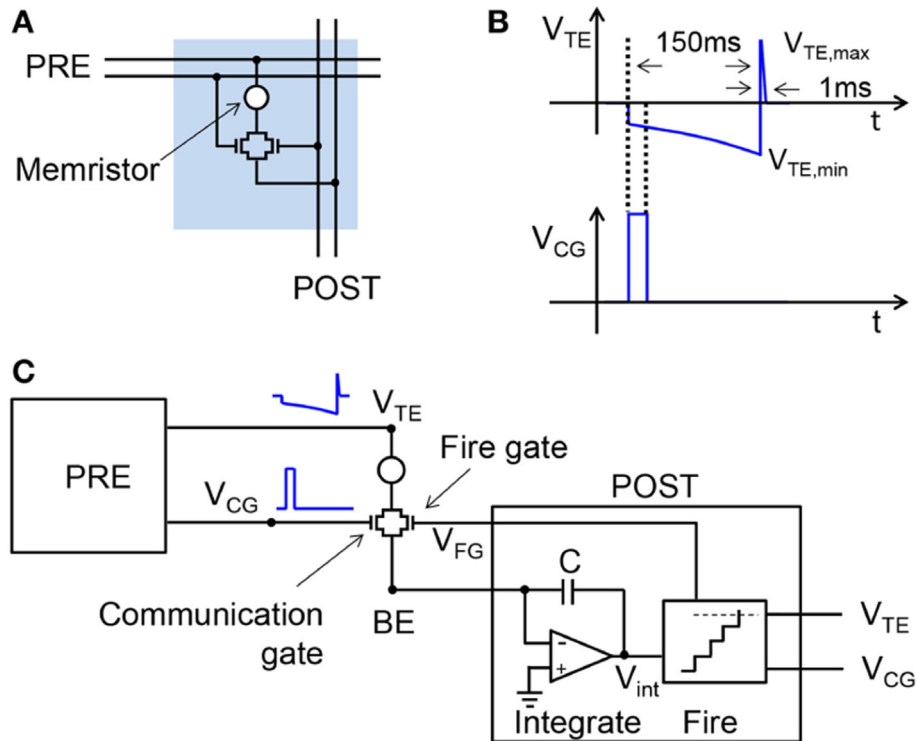 A
PRE
Memristor
POST
B
V_TE
150ms
V_TE,max
1ms
t
V_TE,min
V_CG
t
C
PRE
V_TE
Fire gate
V_CG
V_FG
POST
C
Communication
gate
BE
V_int
V_TE
V_CG
-
+
Integrate
Fire